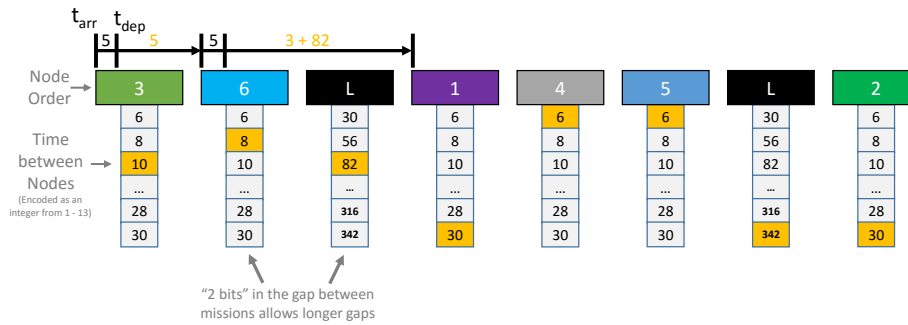 t_arr t_dep
5 5 5 3 + 82
Node
Order
3 6 L 1 4 5 L 2
Time
between
Nodes
(Encoded as an
integer from 1 - 13)
6 6 30 6 6 6 30 6
8 8 56 8 8 8 56 8
10 10 82 10 10 10 82 10
... ... ... ... ... ... ... ...
28 28 316 28 28 28 316 28
30 30 342 30 30 30 342 30
“2 bits” in the gap between
missions allows longer gaps